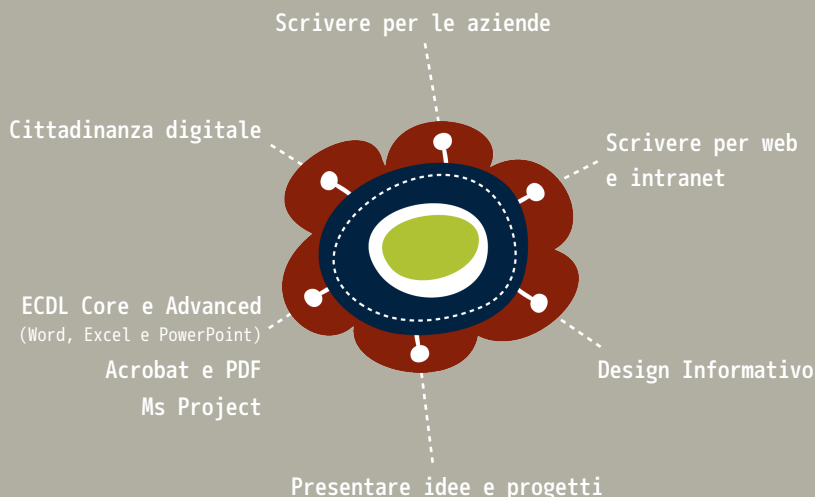 Scrivere per le aziende
Cittadinanza digitale
Scrivere per web
e intranet
ECDL Core e Advanced
(Word, Excel e PowerPoint)
Acrobat e PDF
Ms Project
Design Informativo
Presentare idee e progetti